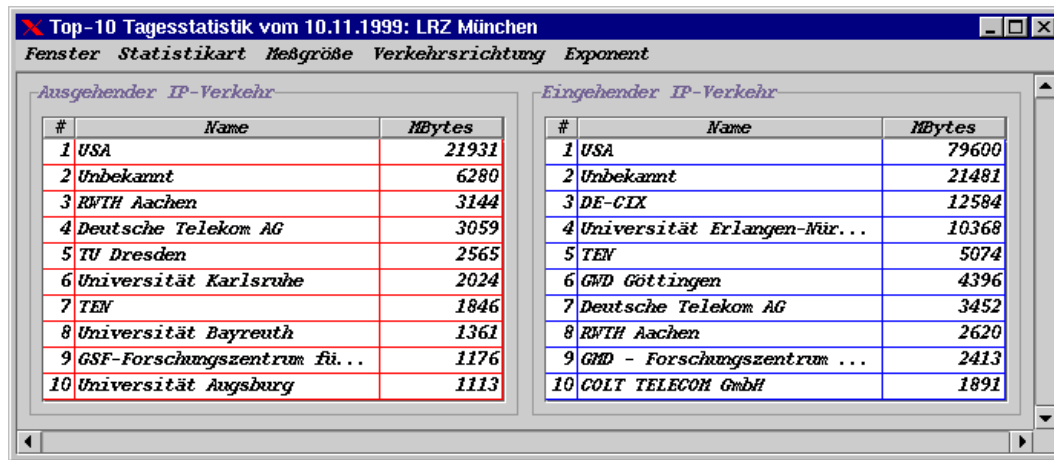 Top-10 Tagesstatistik vom 10.11.1999: LRZ München
Fenster Statistikart Meßgröße Verkehrsrichtung Exponent
Ausgehender IP-Verkehr
# Name MBytes
1 USA 21931
2 Unbekannt 6280
3 RWTH Aachen 3144
4 Deutsche Telekom AG 3059
5 TU Dresden 2565
6 Universität Karlsruhe 2024
7 TEN 1846
8 Universität Bayreuth 1361
9 GSF-Forschungszentrum fü... 1176
10 Universität Augsburg 1113
Eingehender IP-Verkehr
# Name MBytes
1 USA 79600
2 Unbekannt 21481
3 DE-CIX 12584
4 Universität Erlangen-Nür... 10368
5 TEN 5074
6 GWD Göttingen 4396
7 Deutsche Telekom AG 3452
8 RWTH Aachen 2620
9 GMD - Forschungszentrum ... 2413
10 COLT TELECOM GmbH 1891